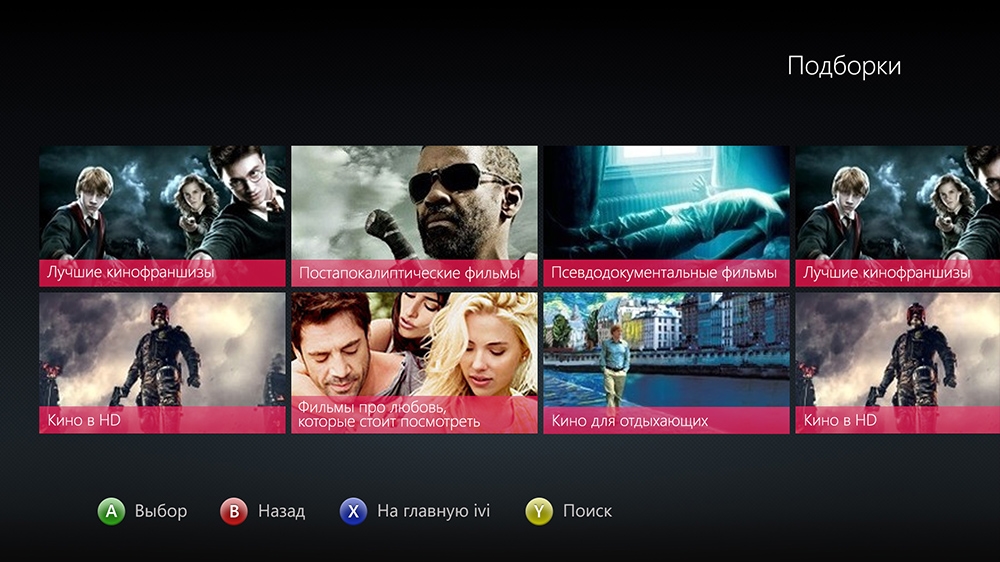 Подборки
Лучшие кинофраншизы
Постапокалиптические фильмы
Псевдодокументальные фильмы
Лучшие кинофраншизы
Кино в HD
Фильмы про любовь,
которые стоит посмотреть
Кино для отдыхающих
Кино в HD
A Выбор B Назад X На главную ivi Y Поиск